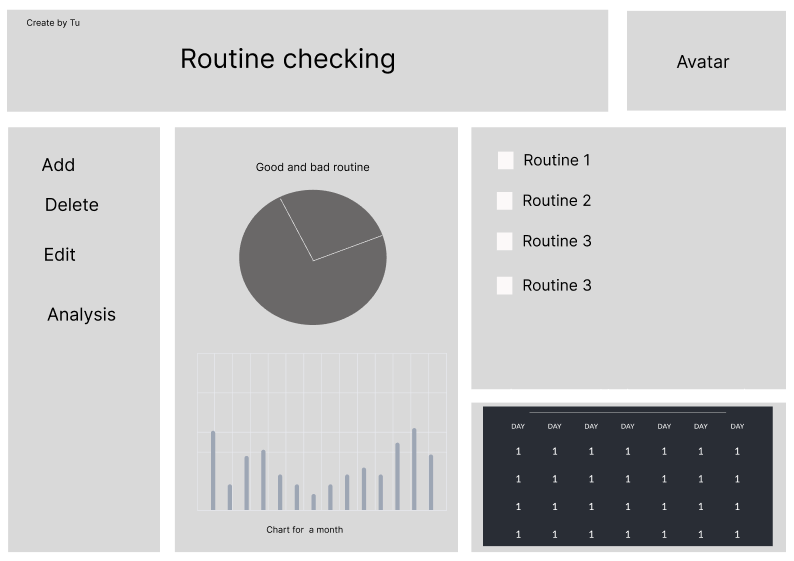 Create by Tu
Routine checking
Avatar
Add
Delete
Edit
Analysis
Good and bad routine
Chart for a month
Routine 1
Routine 2
Routine 3
Routine 3
DAY DAY DAY DAY DAY DAY DAY
1 1 1 1 1 1 1
1 1 1 1 1 1 1
1 1 1 1 1 1 1
1 1 1 1 1 1 1